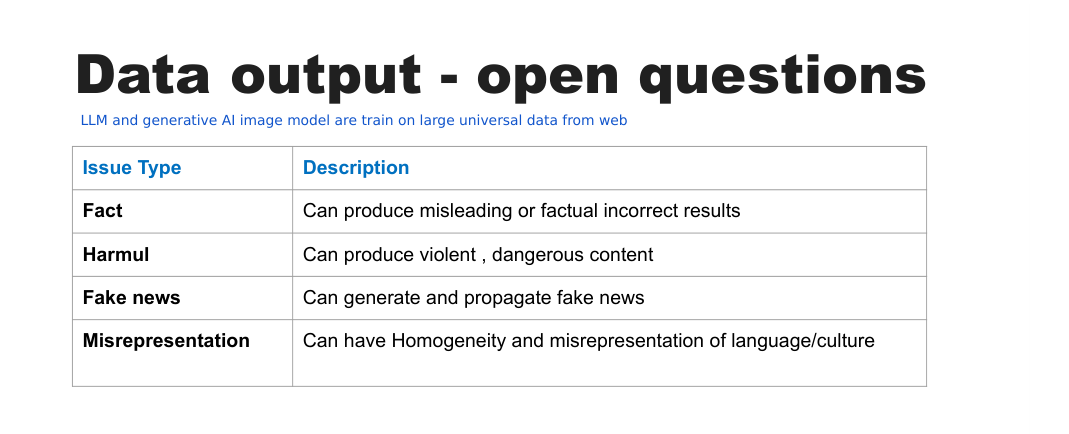 Data output - open questions
LLM and generative AI image model are train on large universal data from web
Issue Type Description
Fact Can produce misleading or factual incorrect results
Harmul Can produce violent , dangerous content
Fake news Can generate and propagate fake news
Misrepresentation Can have Homogeneity and misrepresentation of language/culture